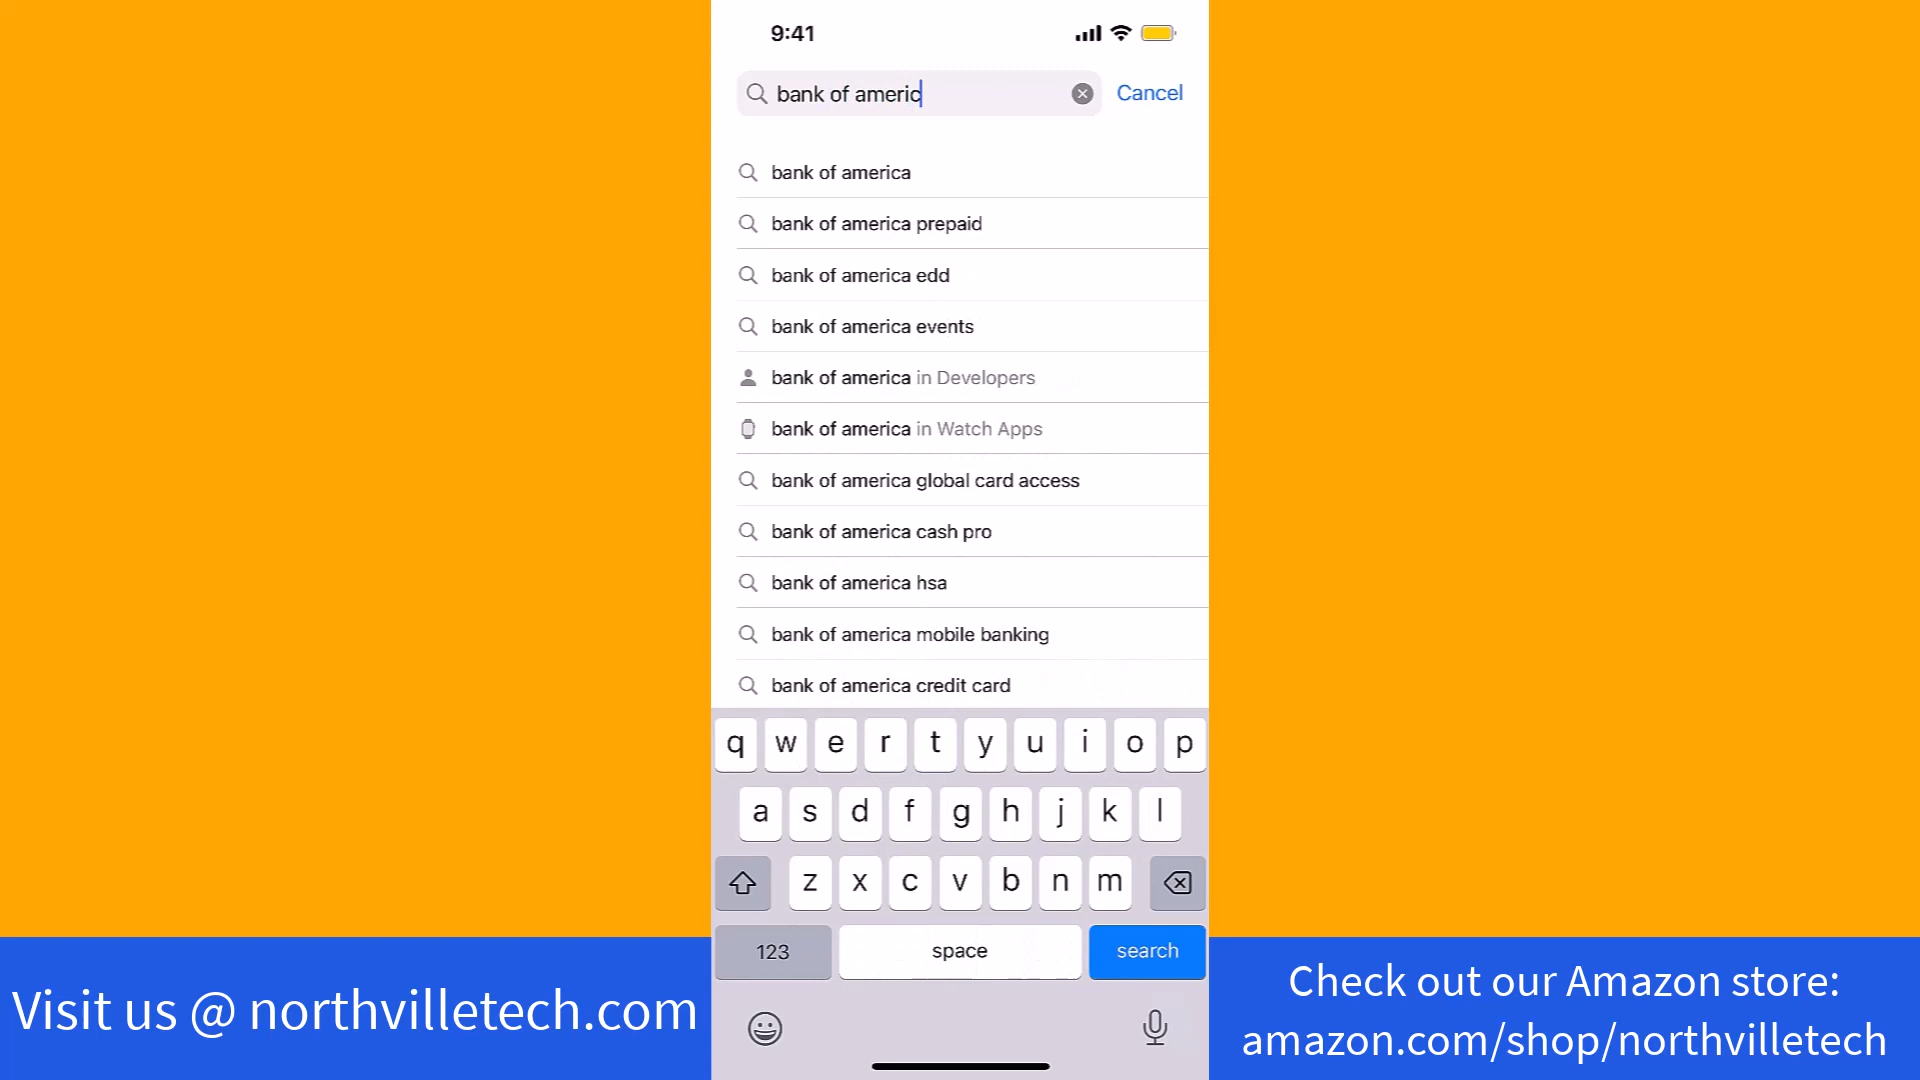 9:41
bank of americ
Cancel
bank of america
bank of america prepaid
bank of america edd
bank of america events
bank of america in Developers
bank of america in Watch Apps
bank of america global card access
bank of america cash pro
bank of america hsa
bank of america mobile banking
bank of america credit card
q w e r t y u i o p
a s d f g h j k l
z x c v b n m
123 space search
Visit us @ northvilletech.com
Check out our Amazon store:
amazon.com/shop/northvilletech